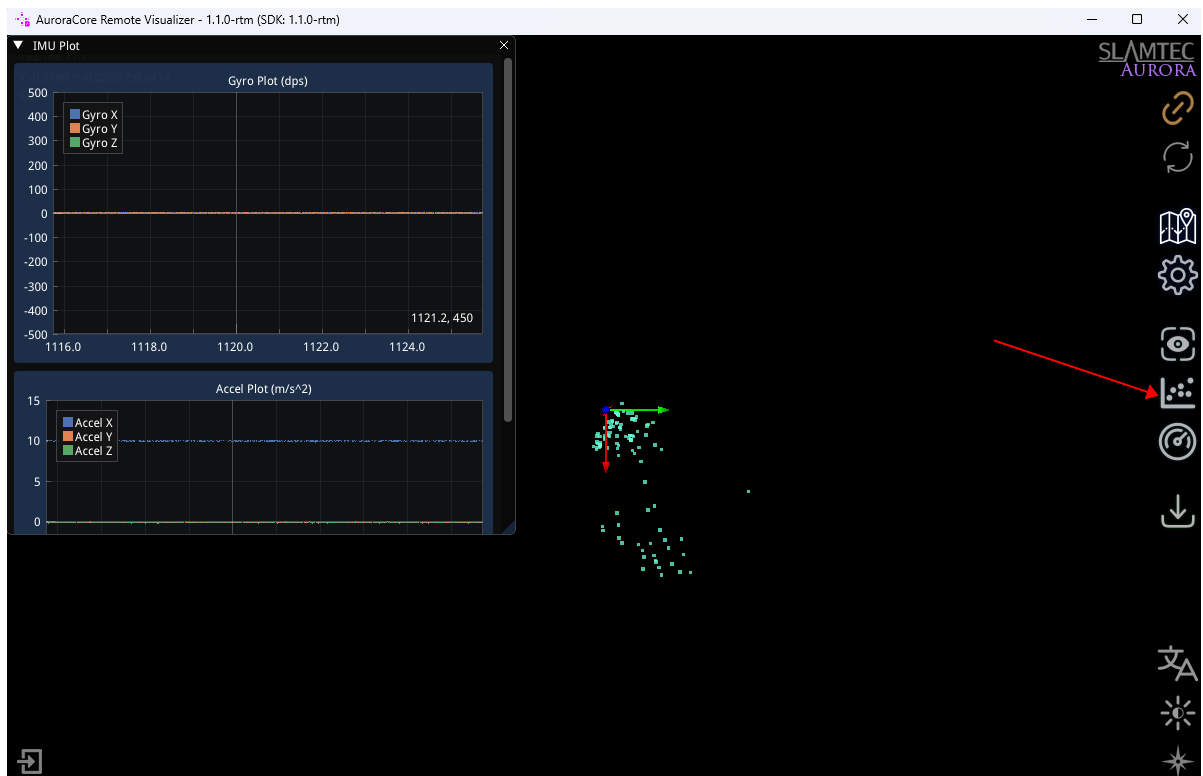 AuroraCore Remote Visualizer - 1.1.0-rtm (SDK: 1.1.0-rtm)
SLAMTEC
AURORA
IMU Plot
Gyro Plot (dps)
500
400
300
200
100
0
-100
-200
-300
-400
-500
Gyro X
Gyro Y
Gyro Z
1121.2, 450
1116.0 1118.0 1120.0 1122.0 1124.0
Accel Plot (m/s^2)
15
10
5
0
Accel X
Accel Y
Accel Z
文A